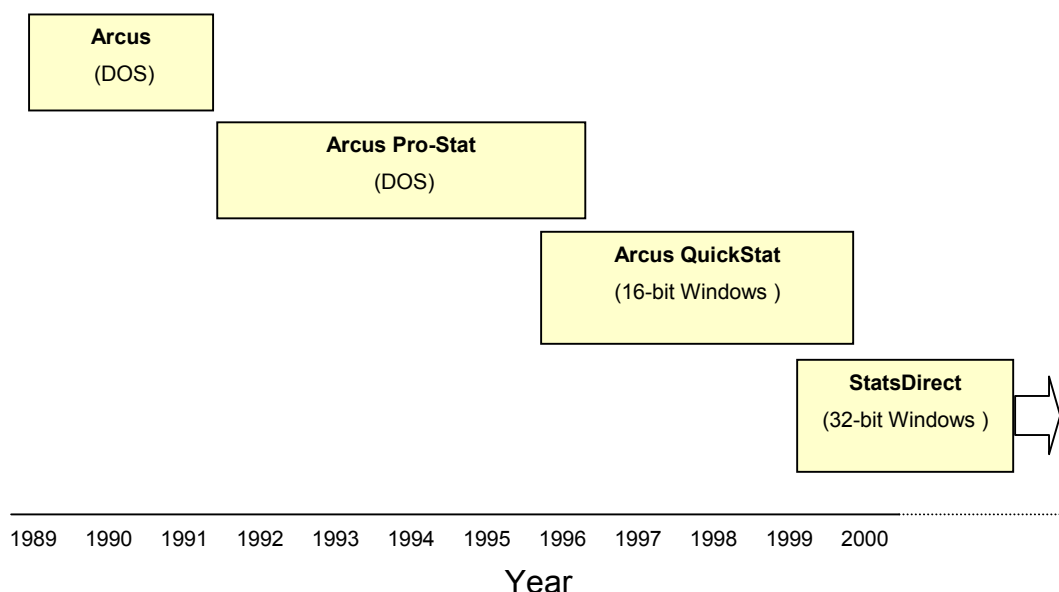 Arcus
(DOS)
Arcus Pro-Stat
(DOS)
Arcus QuickStat
(16-bit Windows )
StatsDirect
(32-bit Windows )
1989 1990 1991 1992 1993 1994 1995 1996 1997 1998 1999 2000
Year